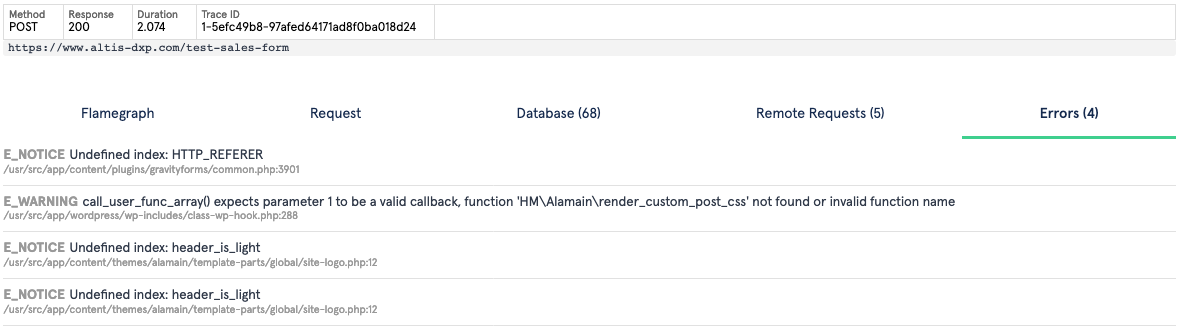 Method Response Duration Trace ID
POST 200 2.074 1-5efc49b8-97afed64171ad8f0ba018d24
https://www.altis-dxp.com/test-sales-form
Flamegraph Request Database (68) Remote Requests (5) Errors (4)
E_NOTICE Undefined index: HTTP_REFERER
/usr/src/app/content/plugins/gravityforms/common.php:3901
E_WARNING call_user_func_array() expects parameter 1 to be a valid callback, function 'HM\Alamain\render_custom_post_css' not found or invalid function name
/usr/src/app/wordpress/wp-includes/class-wp-hook.php:288
E_NOTICE Undefined index: header_is_light
/usr/src/app/content/themes/alamain/template-parts/global/site-logo.php:12
E_NOTICE Undefined index: header_is_light
/usr/src/app/content/themes/alamain/template-parts/global/site-logo.php:12